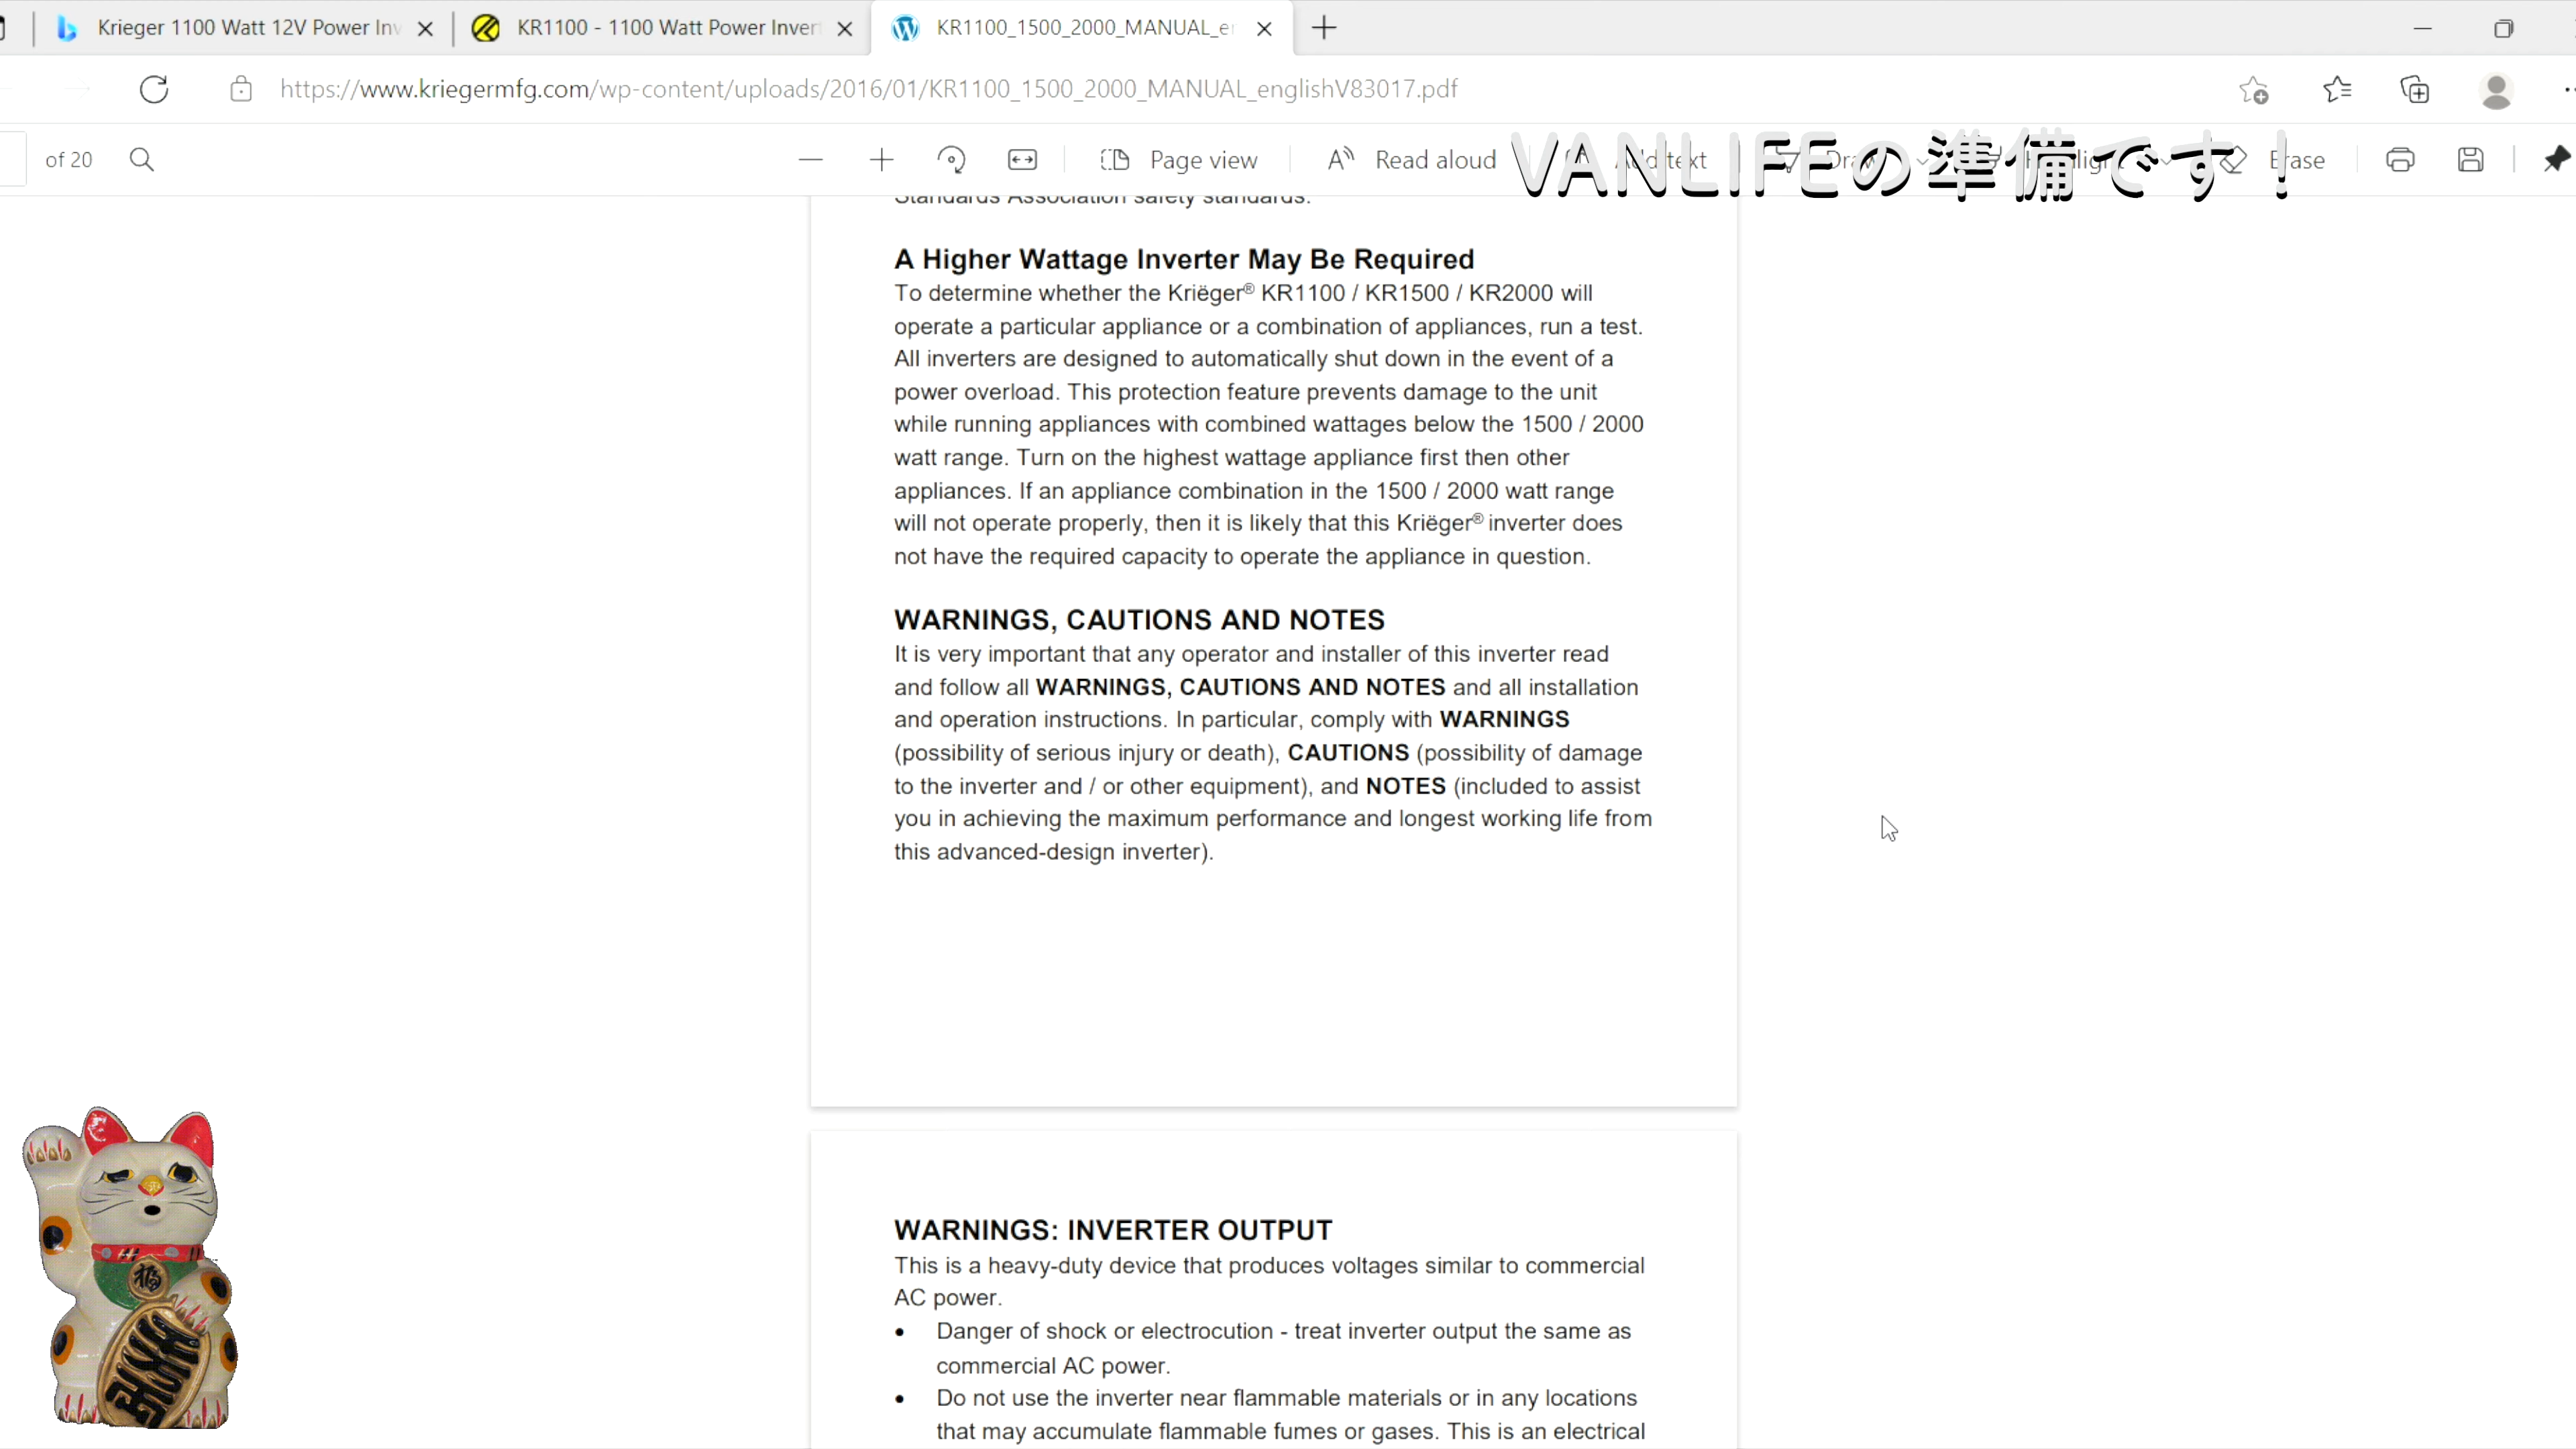 Krieger 1100 Watt 12V Power Inv
KR1100 - 1100 Watt Power Inver
KR1100_1500_2000_MANUAL_e
https://www.kriegermfg.com/wp-content/uploads/2016/01/KR1100_1500_2000_MANUAL_englishV83017.pdf
of 20
Page view
Read aloud
VANLIFEの準備です!
Standards Association safety standards.
A Higher Wattage Inverter May Be Required
To determine whether the Kriëger® KR1100 / KR1500 / KR2000 will
operate a particular appliance or a combination of appliances, run a test.
All inverters are designed to automatically shut down in the event of a
power overload. This protection feature prevents damage to the unit
while running appliances with combined wattages below the 1500 / 2000
watt range. Turn on the highest wattage appliance first then other
appliances. If an appliance combination in the 1500 / 2000 watt range
will not operate properly, then it is likely that this Kriëger® inverter does
not have the required capacity to operate the appliance in question.
WARNINGS, CAUTIONS AND NOTES
It is very important that any operator and installer of this inverter read
and follow all WARNINGS, CAUTIONS AND NOTES and all installation
and operation instructions. In particular, comply with WARNINGS
(possibility of serious injury or death), CAUTIONS (possibility of damage
to the inverter and / or other equipment), and NOTES (included to assist
you in achieving the maximum performance and longest working life from
this advanced-design inverter).
WARNINGS: INVERTER OUTPUT
This is a heavy-duty device that produces voltages similar to commercial
AC power.
• Danger of shock or electrocution - treat inverter output the same as
commercial AC power.
• Do not use the inverter near flammable materials or in any locations
that may accumulate flammable fumes or gases. This is an electrical
福